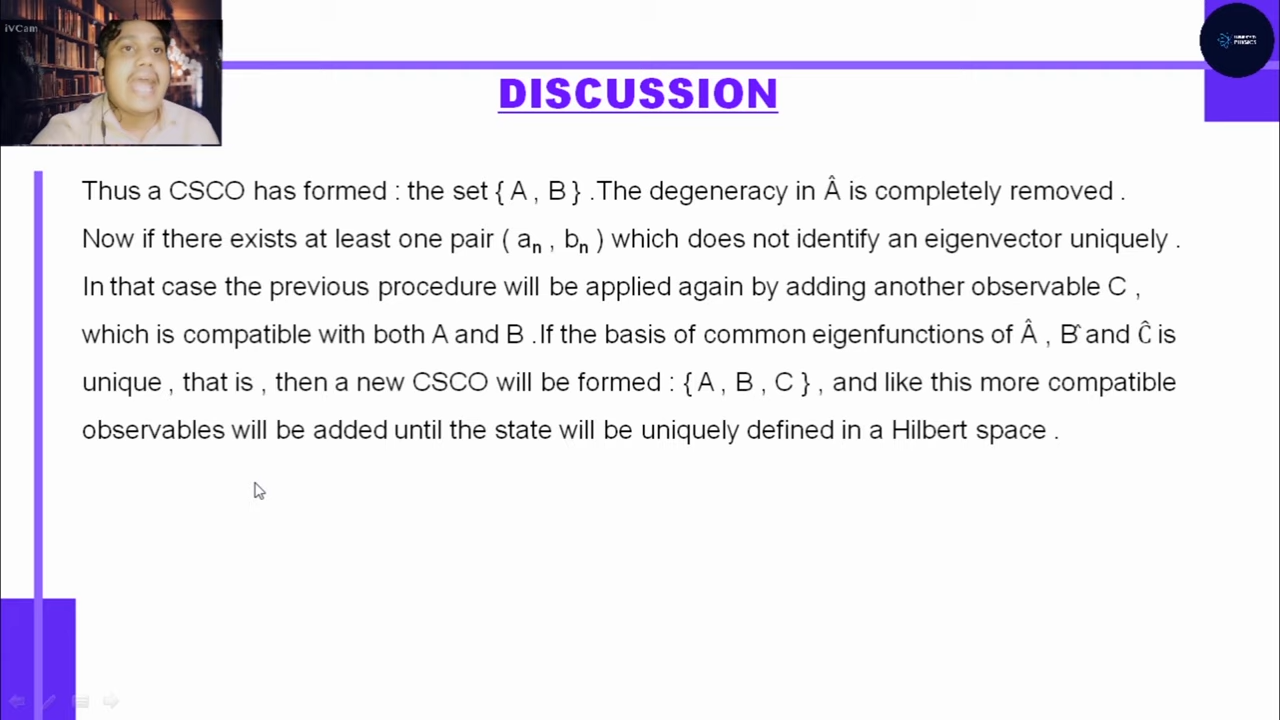 iVCam
DISCUSSION
Thus a CSCO has formed : the set { A , B } .The degeneracy in Â is completely removed .
Now if there exists at least one pair ( aₙ , bₙ ) which does not identify an eigenvector uniquely .
In that case the previous procedure will be applied again by adding another observable C ,
which is compatible with both A and B .If the basis of common eigenfunctions of Â , B̂ and Ĉ is
unique , that is , then a new CSCO will be formed : { A , B , C } , and like this more compatible
observables will be added until the state will be uniquely defined in a Hilbert space .
PHYSICS